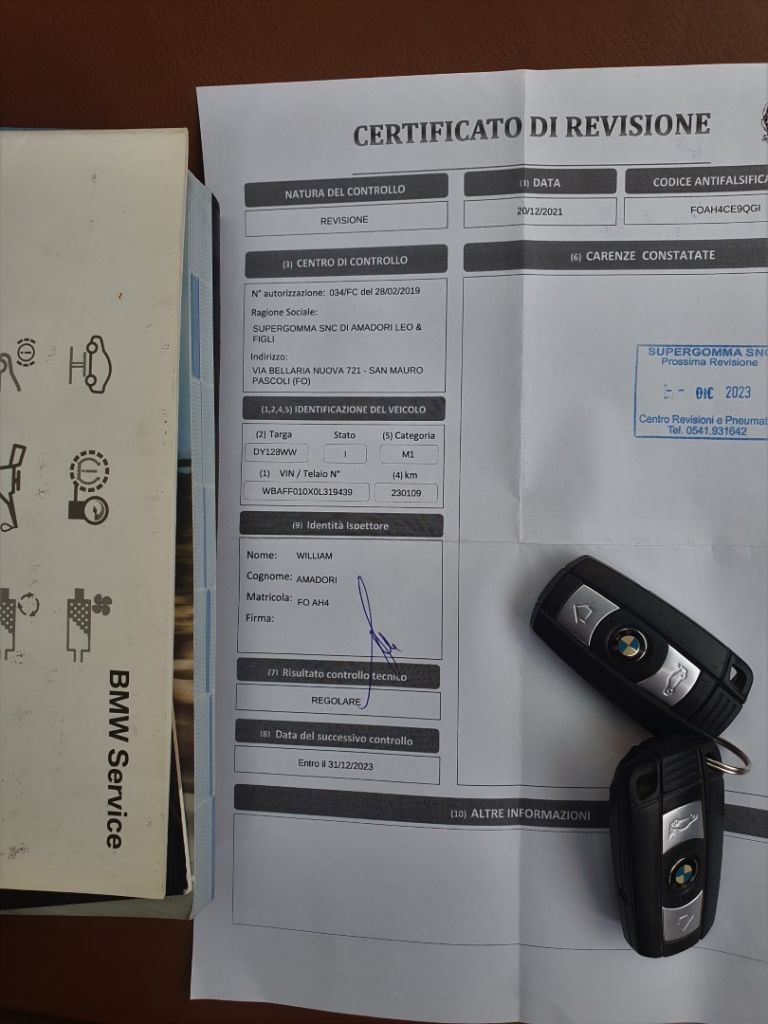 CERTIFICATO DI REVISIONE
NATURA DEL CONTROLLO
REVISIONE
(3) DATA
20/12/2021
CODICE ANTIFALSIFICA
FOAH4CE9QGI
(3) CENTRO DI CONTROLLO
N° autorizzazione: 034/FC del 28/02/2019
Ragione Sociale:
SUPERGOMMA SNC DI AMADORI LEO &
FIGLI
Indirizzo:
VIA BELLARIA NUOVA 721 - SAN MAURO
PASCOLI (FO)
(1,2,4,5) IDENTIFICAZIONE DEL VEICOLO
(2) Targa Stato (5) Categoria
DY128WW I M1
(1) VIN / Telaio N° (4) km
WBAFF010X0L319439 230109
(9) Identità Ispettore
Nome: WILLIAM
Cognome: AMADORI
Matricola: FO AH4
Firma:
(7) Risultato controllo tecnico
REGOLARE
(8) Data del successivo controllo
Entro il 31/12/2023
(6) CARENZE CONSTATATE
SUPERGOMMA SNC
Prossima Revisione
DIC 2023
Centro Revisioni e Pneumat
Tel. 0541.931642
(10) ALTRE INFORMAZIONI
BMW Service